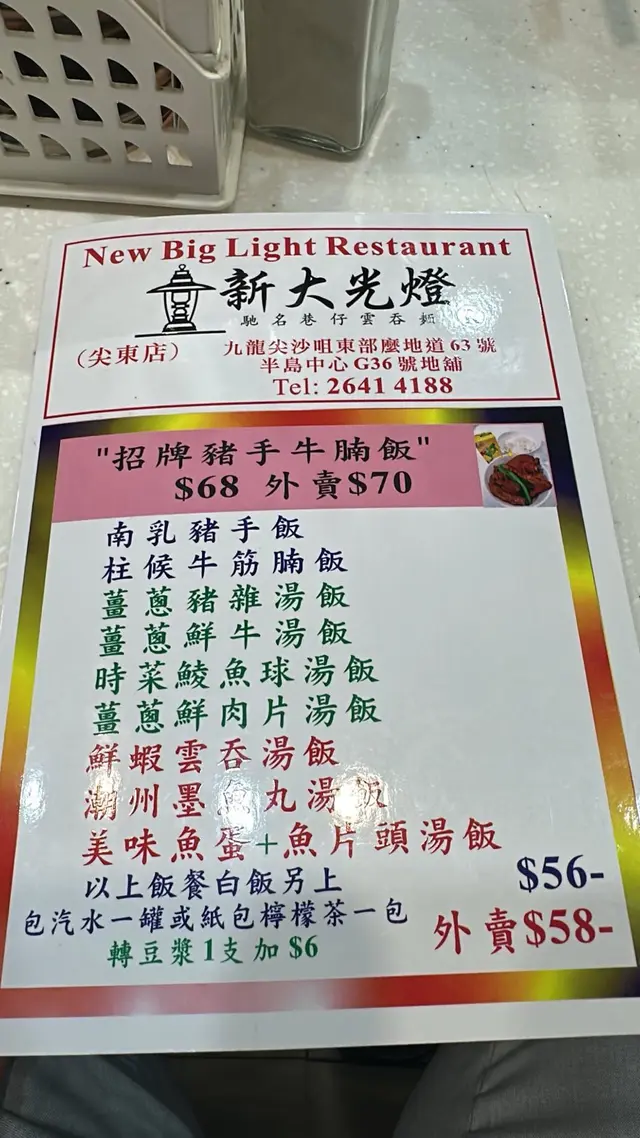 New Big Light Restaurant
新大光燈
馳名巷仔雲吞麵
（尖東店）
九龍尖沙咀東部麼地道 63 號
半島中心 G36 號地舖
Tel: 2641 4188
"招牌豬手牛腩飯"
$68 外賣$70
南乳豬手飯
柱候牛筋腩飯
薑蔥豬雜湯飯
薑蔥鮮牛湯飯
時菜鯪魚球湯飯
薑蔥鮮肉片湯飯
鮮蝦雲吞湯飯
潮州墨魚丸湯飯
美味魚蛋+魚片頭湯飯
以上飯餐白飯另上
$56-
包汽水一罐或紙包檸檬茶一包
外賣$58-
轉豆漿1支加 $6